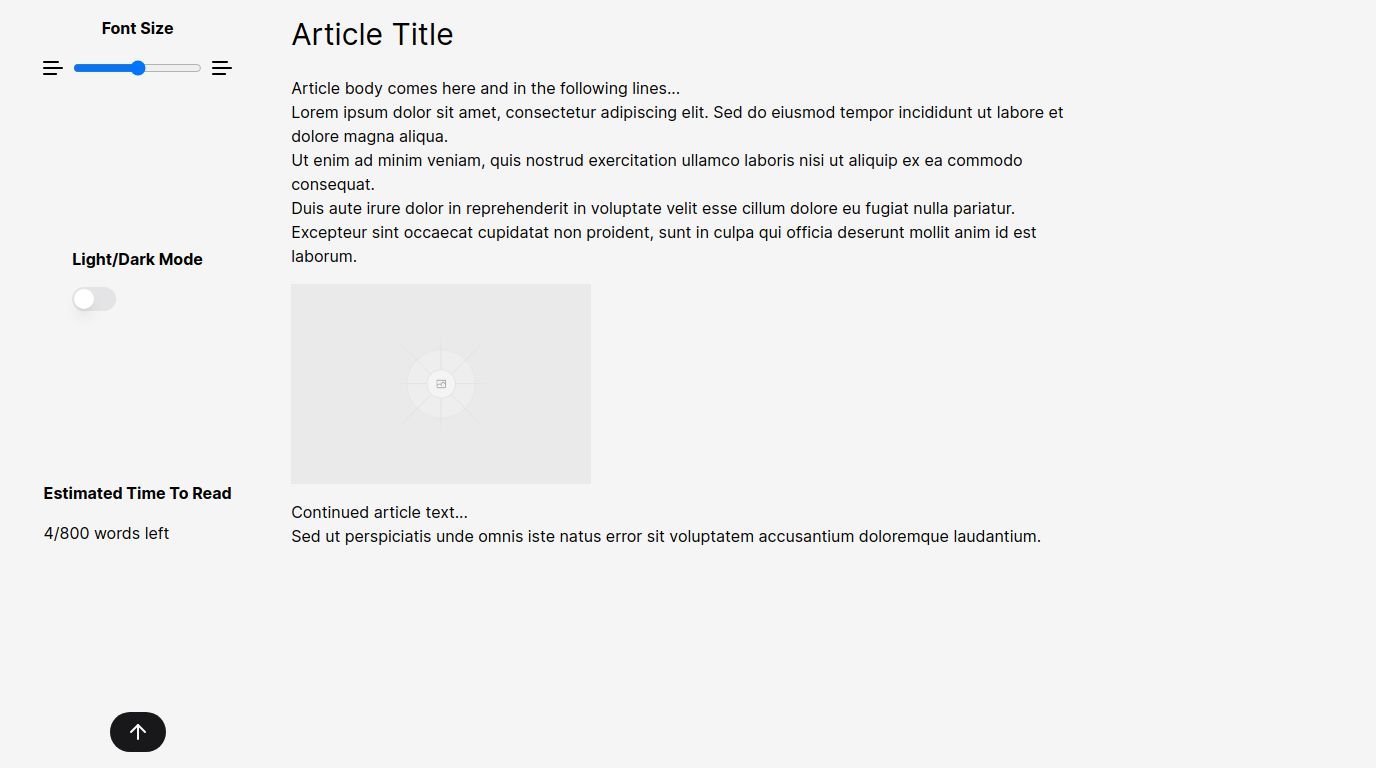 Font Size
Light/Dark Mode
Estimated Time To Read
4/800 words left
Article Title
Article body comes here and in the following lines...
Lorem ipsum dolor sit amet, consectetur adipiscing elit. Sed do eiusmod tempor incididunt ut labore et
dolore magna aliqua.
Ut enim ad minim veniam, quis nostrud exercitation ullamco laboris nisi ut aliquip ex ea commodo
consequat.
Duis aute irure dolor in reprehenderit in voluptate velit esse cillum dolore eu fugiat nulla pariatur.
Excepteur sint occaecat cupidatat non proident, sunt in culpa qui officia deserunt mollit anim id est
laborum.
Continued article text...
Sed ut perspiciatis unde omnis iste natus error sit voluptatem accusantium doloremque laudantium.